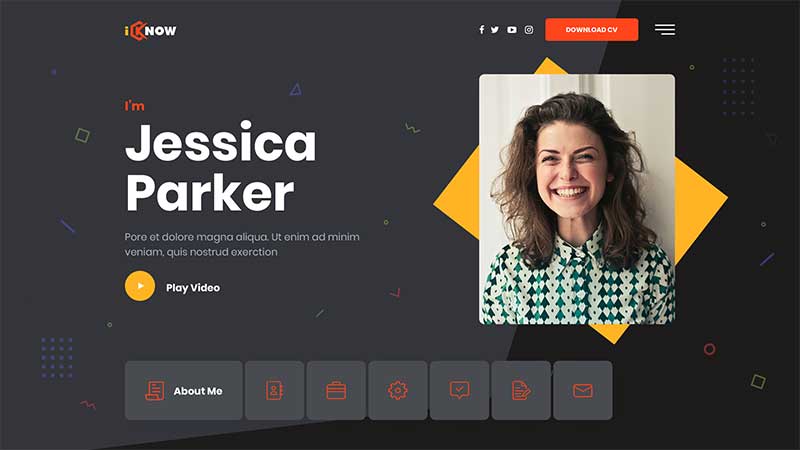 iKNOW
DOWNLOAD CV
I'm
Jessica
Parker
Pore et dolore magna aliqua. Ut enim ad minim
veniam, quis nostrud exerction
Play Video
About Me